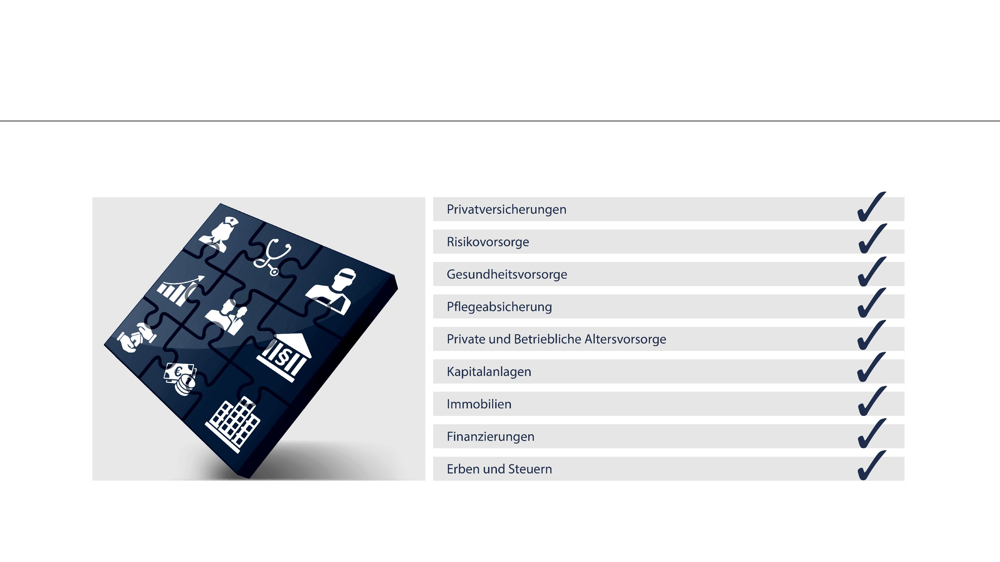 Privatversicherungen
Risikovorsorge
Gesundheitsvorsorge
Pflegeabsicherung
Private und Betriebliche Altersvorsorge
Kapitalanlagen
Immobilien
Finanzierungen
Erben und Steuern
§
€